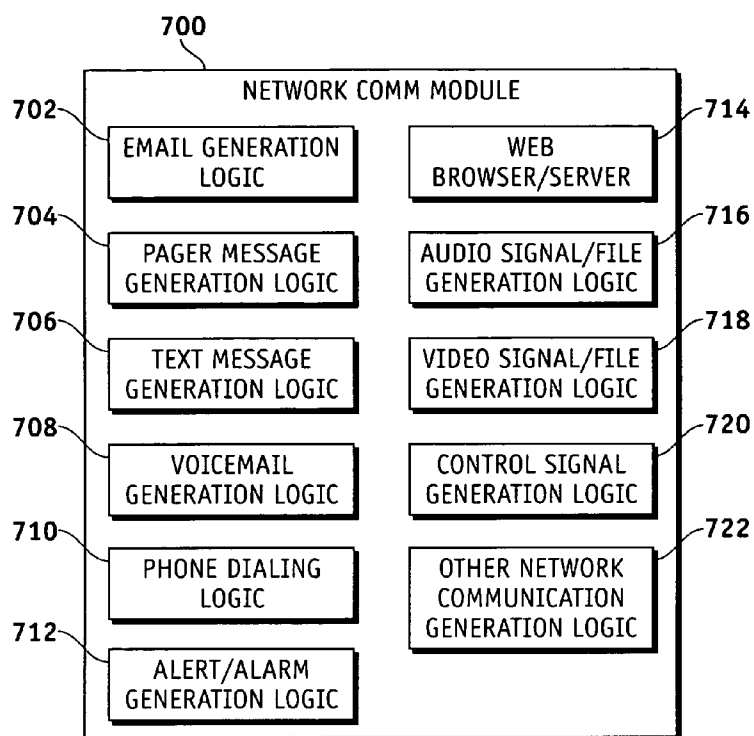 700
NETWORK COMM MODULE
702
EMAIL GENERATION
LOGIC
704
PAGER MESSAGE
GENERATION LOGIC
706
TEXT MESSAGE
GENERATION LOGIC
708
VOICEMAIL
GENERATION LOGIC
710
PHONE DIALING
LOGIC
712
ALERT/ALARM
GENERATION LOGIC
714
WEB
BROWSER/SERVER
716
AUDIO SIGNAL/FILE
GENERATION LOGIC
718
VIDEO SIGNAL/FILE
GENERATION LOGIC
720
CONTROL SIGNAL
GENERATION LOGIC
722
OTHER NETWORK
COMMUNICATION
GENERATION LOGIC